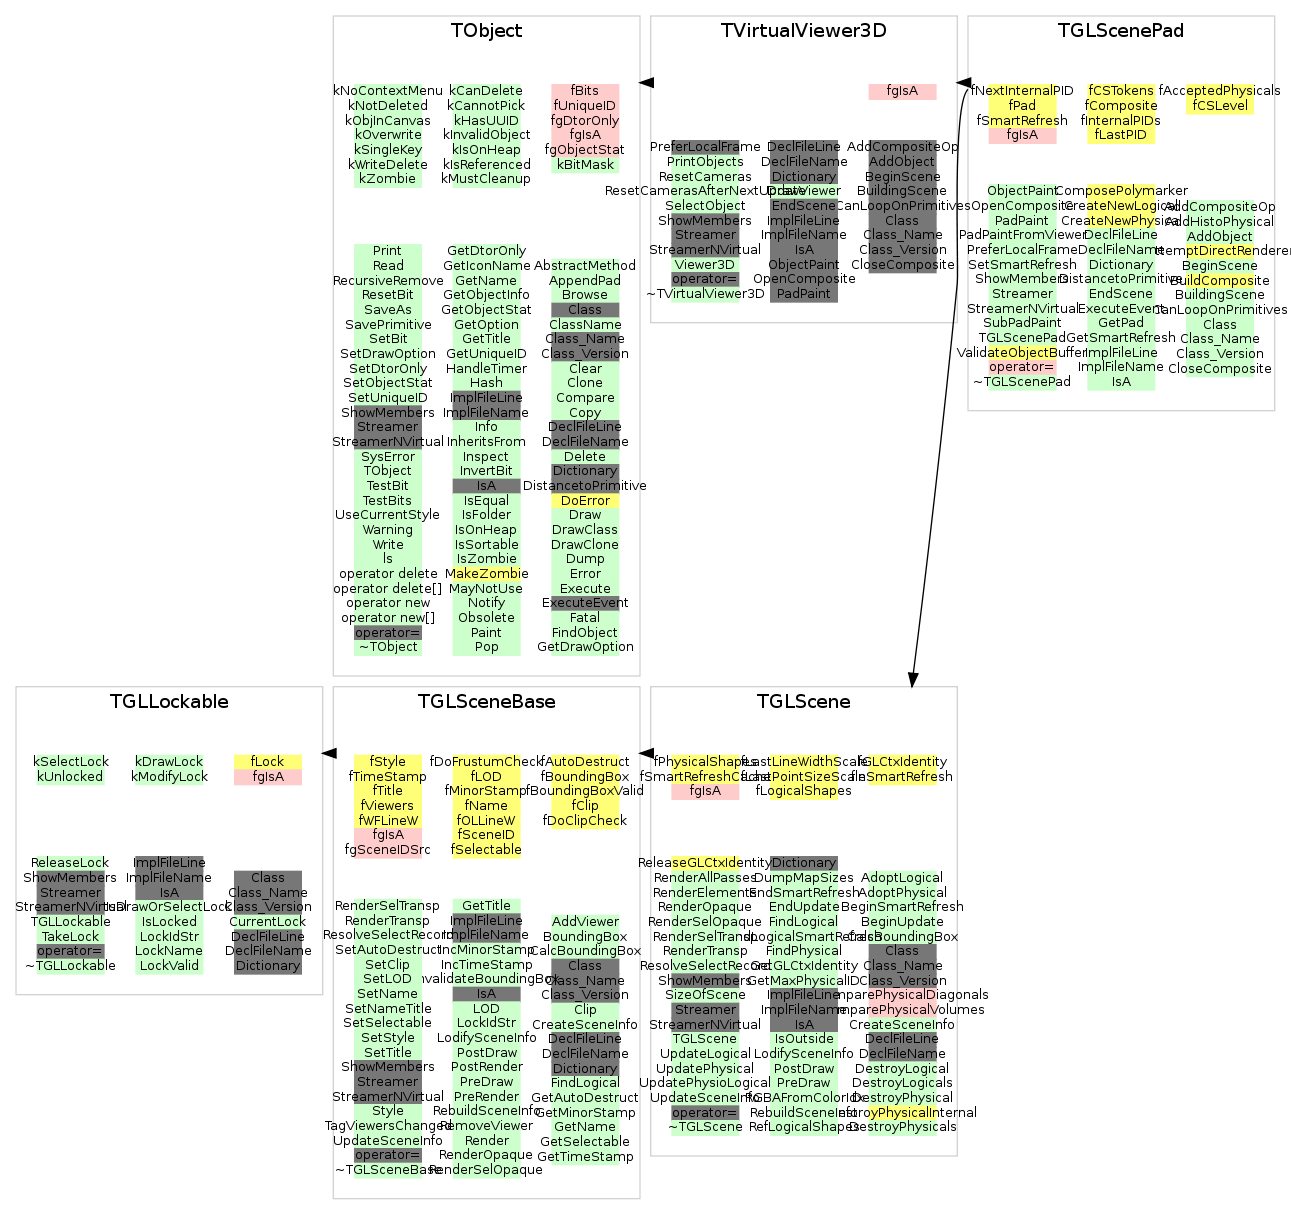 TObject
kNoContextMenu
kNotDeleted
kObjInCanvas
kOverwrite
kSingleKey
kWriteDelete
kZombie
kCanDelete
kCannotPick
kHasUUID
kInvalidObject
kIsOnHeap
kIsReferenced
kMustCleanup
fBits
fUniqueID
fgDtorOnly
fgIsA
fgObjectStat
kBitMask
Print
Read
RecursiveRemove
ResetBit
SaveAs
SavePrimitive
SetBit
SetDrawOption
SetDtorOnly
SetObjectStat
SetUniqueID
ShowMembers
Streamer
StreamerNVirtual
SysError
TObject
TestBit
TestBits
UseCurrentStyle
Warning
Write
ls
operator delete
operator delete[]
operator new
operator new[]
operator=
~TObject
GetDtorOnly
GetIconName
GetName
GetObjectInfo
GetObjectStat
GetOption
GetTitle
GetUniqueID
HandleTimer
Hash
ImplFileLine
ImplFileName
Info
InheritsFrom
Inspect
InvertBit
IsA
IsEqual
IsFolder
IsOnHeap
IsSortable
IsZombie
MakeZombie
MayNotUse
Notify
Obsolete
Paint
Pop
AbstractMethod
AppendPad
Browse
Class
ClassName
Class_Name
Class_Version
Clear
Clone
Compare
Copy
DeclFileLine
DeclFileName
Delete
Dictionary
DistancetoPrimitive
DoError
Draw
DrawClass
DrawClone
Dump
Error
Execute
ExecuteEvent
Fatal
FindObject
GetDrawOption
TVirtualViewer3D
fgIsA
PreferLocalFrame
PrintObjects
ResetCameras
ResetCamerasAfterNextUpdate
SelectObject
ShowMembers
Streamer
StreamerNVirtual
Viewer3D
operator=
~TVirtualViewer3D
DeclFileLine
DeclFileName
Dictionary
DrawViewer
EndScene
ImplFileLine
ImplFileName
IsA
ObjectPaint
OpenComposite
PadPaint
AddCompositeOp
AddObject
BeginScene
BuildingScene
CanLoopOnPrimitives
Class
Class_Name
Class_Version
CloseComposite
TGLScenePad
fNextInternalPID
fPad
fSmartRefresh
fgIsA
fCSTokens
fComposite
fInternalPIDs
fLastPID
fAcceptedPhysicals
fCSLevel
ObjectPaint
OpenComposite
PadPaint
PadPaintFromViewer
PreferLocalFrame
SetSmartRefresh
ShowMembers
Streamer
StreamerNVirtual
SubPadPaint
TGLScenePad
ValidateObjectBuffer
operator=
~TGLScenePad
ComposePolymarker
CreateNewLogical
CreateNewPhysical
DeclFileLine
DeclFileName
Dictionary
DistancetoPrimitive
EndScene
ExecuteEvent
GetPad
GetSmartRefresh
ImplFileLine
ImplFileName
IsA
AddCompositeOp
AddHistoPhysical
AddObject
ttemptDirectRenderer
BeginScene
BuildComposite
BuildingScene
CanLoopOnPrimitives
Class
Class_Name
Class_Version
CloseComposite
TGLLockable
kSelectLock
kUnlocked
kDrawLock
kModifyLock
fLock
fgIsA
ReleaseLock
ShowMembers
Streamer
StreamerNVirtual
TGLLockable
TakeLock
operator=
~TGLLockable
ImplFileLine
ImplFileName
IsA
IsDrawOrSelectLock
IsLocked
LockIdStr
LockName
LockValid
Class
Class_Name
Class_Version
CurrentLock
DeclFileLine
DeclFileName
Dictionary
TGLSceneBase
fStyle
fTimeStamp
fTitle
fViewers
fWFLineW
fgIsA
fgSceneIDSrc
fDoFrustumCheck
fLOD
fMinorStamp
fName
fOLLineW
fSceneID
fSelectable
fAutoDestruct
fBoundingBox
fBoundingBoxValid
fClip
fDoClipCheck
RenderSelTransp
RenderTransp
ResolveSelectRecord
SetAutoDestruct
SetClip
SetLOD
SetName
SetNameTitle
SetSelectable
SetStyle
SetTitle
ShowMembers
Streamer
StreamerNVirtual
Style
TagViewersChanged
UpdateSceneInfo
operator=
~TGLSceneBase
GetTitle
ImplFileLine
ImplFileName
IncMinorStamp
IncTimeStamp
nvalidateBoundingBox
IsA
LOD
LockIdStr
LodifySceneInfo
PostDraw
PostRender
PreDraw
PreRender
RebuildSceneInfo
RemoveViewer
Render
RenderOpaque
RenderSelOpaque
AddViewer
BoundingBox
CalcBoundingBox
Class
Class_Name
Class_Version
Clip
CreateSceneInfo
DeclFileLine
DeclFileName
Dictionary
FindLogical
GetAutoDestruct
GetMinorStamp
GetName
GetSelectable
GetTimeStamp
TGLScene
fPhysicalShapes
fSmartRefreshCache
fgIsA
fLastLineWidthScale
fLastPointSizeScale
fLogicalShapes
fGLCtxIdentity
fInSmartRefresh
ReleaseGLCtxIdentity
RenderAllPasses
RenderElements
RenderOpaque
RenderSelOpaque
RenderSelTransp
RenderTransp
ResolveSelectRecord
ShowMembers
SizeOfScene
Streamer
StreamerNVirtual
TGLScene
UpdateLogical
UpdatePhysical
UpdatePhysioLogical
UpdateSceneInfo
operator=
~TGLScene
Dictionary
DumpMapSizes
EndSmartRefresh
EndUpdate
FindLogical
LogicalSmartRefresh
FindPhysical
GetGLCtxIdentity
GetMaxPhysicalID
ImplFileLine
ImplFileName
IsA
IsOutside
LodifySceneInfo
PostDraw
PreDraw
RGBAFromColorIdx
RebuildSceneInfo
RefLogicalShapes
AdoptLogical
AdoptPhysical
BeginSmartRefresh
BeginUpdate
CalcBoundingBox
Class
Class_Name
Class_Version
mparePhysicalDiagonals
mparePhysicalVolumes
CreateSceneInfo
DeclFileLine
DeclFileName
DestroyLogical
DestroyLogicals
DestroyPhysical
estroyPhysicalInternal
DestroyPhysicals